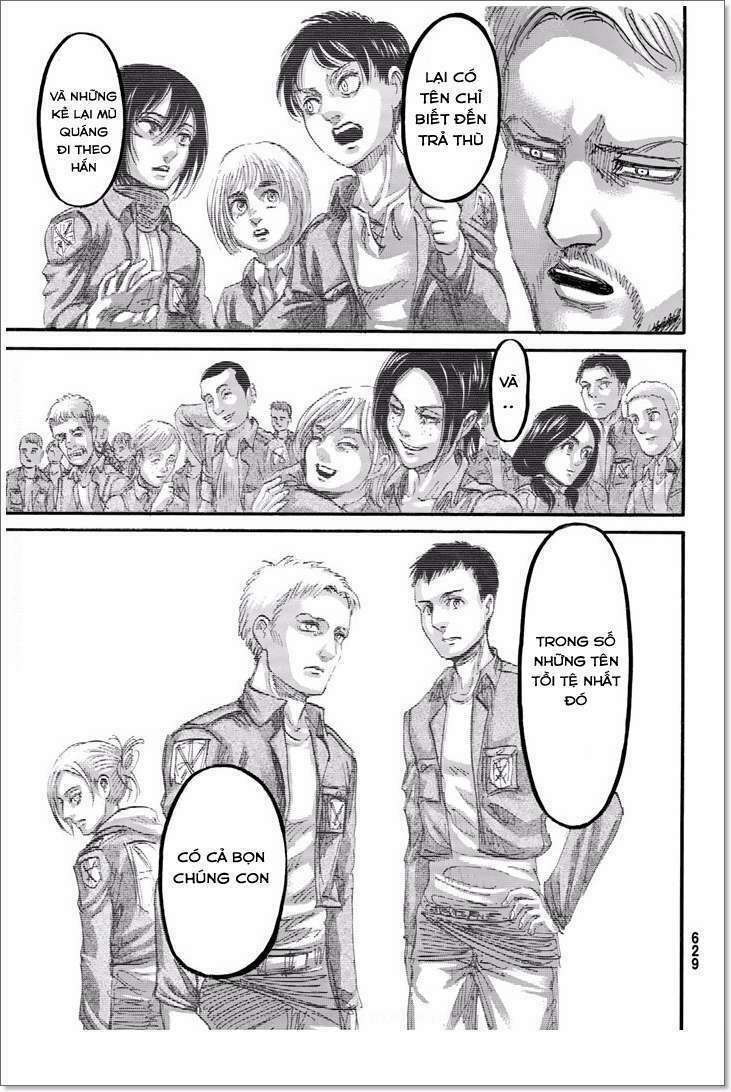 LẠI CÓ
TÊN CHỈ
BIẾT ĐẾN
TRẢ THÙ
VÀ NHỮNG
KẺ LẠI MÙ
QUÁNG
ĐI THEO
HẮN
VÀ
..
TRONG SỐ
NHỮNG TÊN
TỒI TỆ NHẤT
ĐÓ
CÓ CẢ BỌN
CHÚNG CON
629